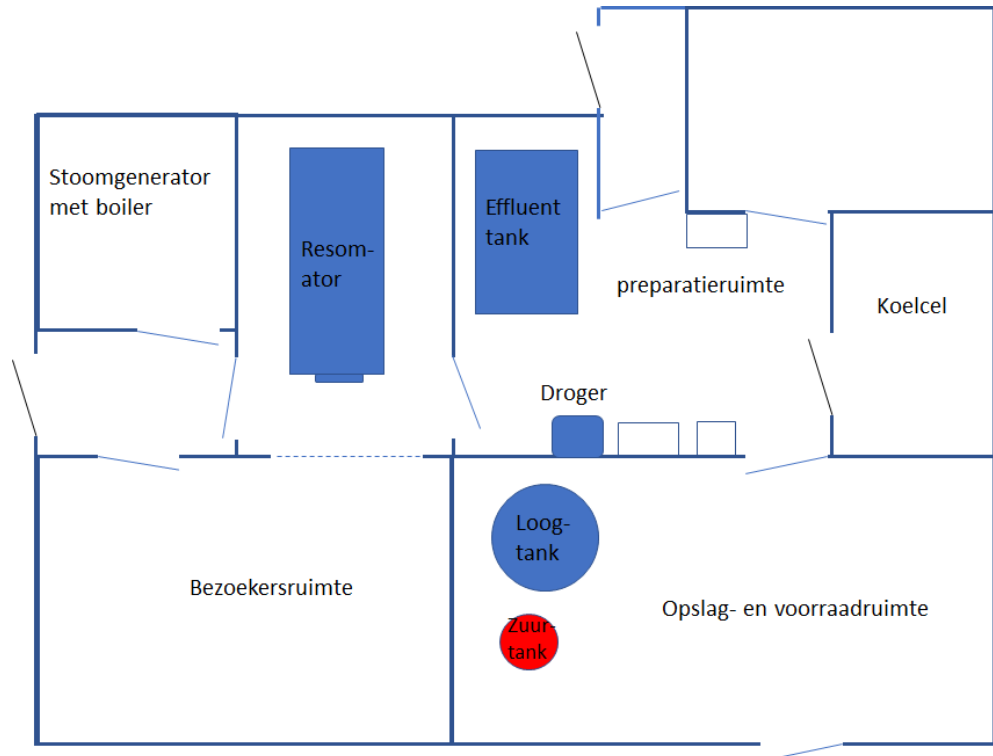 Stoomgenerator
met boiler
Resom-
ator
Effluent
tank
preparatieruimte
Koelcel
Droger
Loog-
tank
Bezoekersruimte
Zuur-
tank
Opslag- en voorraadruimte